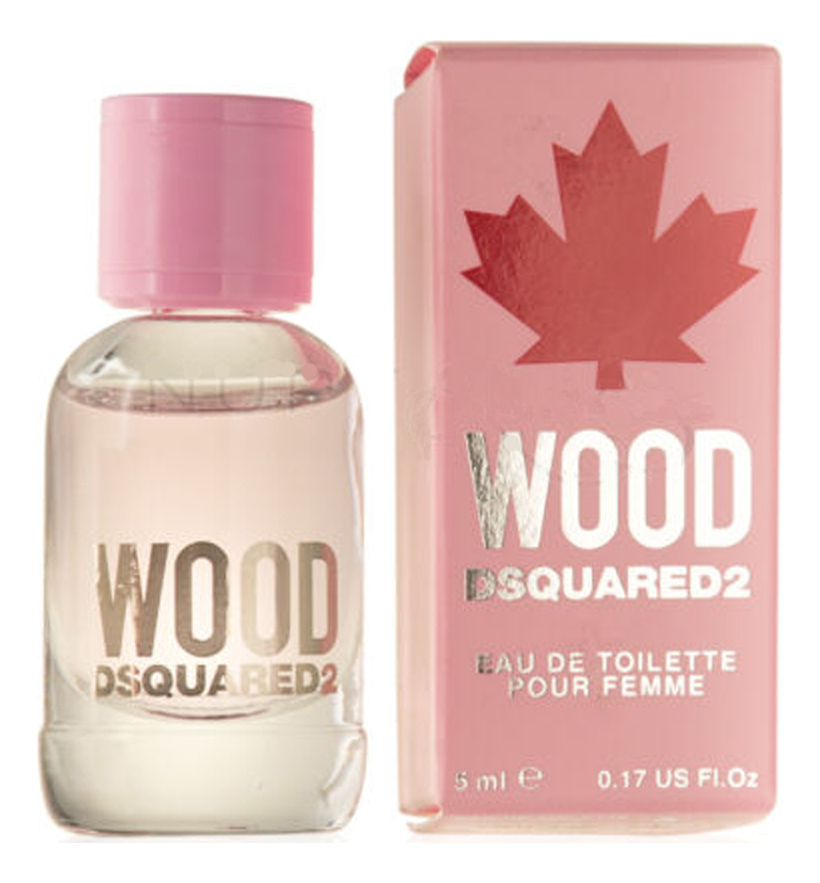 WOOD
DSQUARED2
WOOD
DSQUARED2
EAU DE TOILETTE
POUR FEMME
5 ml ℮ 0.17 US Fl.Oz